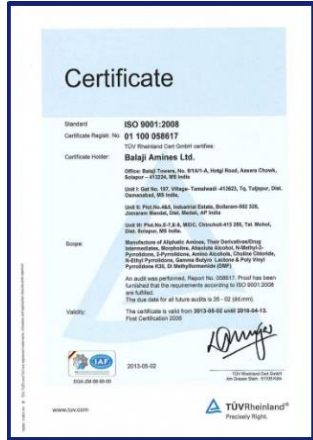 Certificate
Standard ISO 9001:2008
Certificate Registr. No. 01 100 058617
TÜV Rheinland Cert GmbH certifies:
Certificate Holder: Balaji Amines Ltd.
Office: Balaji Towers, No. 9/1A/1-A, Hotgi Road, Aasara Chowk,
Solapur – 413224, MS India
Unit I: Gat No. 197, Village- Tamalwadi -413623, Tq. Tuljapur, Dist.
Osmanabad, MS India.
Unit II: Plot.No.4&5, Industrial Estate, Bollaram-502 325,
Jinnaram Mandal, Dist. Medak, AP India
Unit III: Plot.No.E-7,8-9, MIDC, Chincholi-413 255, Tal. Mohol,
Dist. Solapur, MS India.
Scope: Manufacture of Aliphatic Amines, Their Derivatives/Drug
Intermediates, Morpholine, Absolute Alcohol, N-Methyl-2-
Pyrrolidone, 2-Pyrrolidone, Amino Alcohols, Choline Chloride,
N-Ethyl Pyrrolidone, Gamma Butyro Lactone & Poly Vinyl
Pyrrolidone K30, Di Methylformamide (DMF)
An audit was performed, Report No. 058617. Proof has been
furnished that the requirements according to ISO 9001:2008
are fulfilled.
The due date for all future audits is 26 - 02 (dd.mm).
Validity: The certificate is valid from 2013-05-02 until 2016-04-13.
First Certification 2008
2013-05-02
IAF
TÜV Rheinland Cert GmbH
Am Grauen Stein · 51105 Köln
www.tuv.com
TÜVRheinland®
Precisely Right.